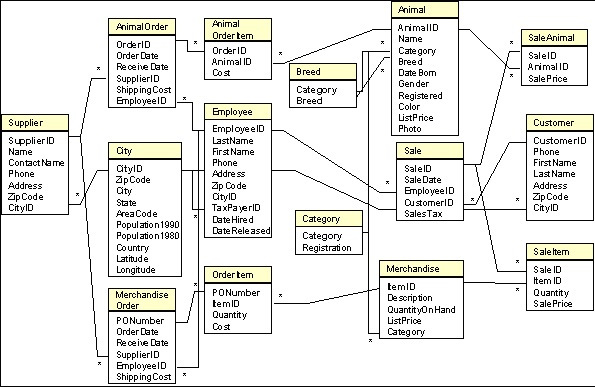 AnimalOrder
OrderID
OrderDate
ReceiveDate
SupplierID
ShippingCost
EmployeeID
Animal
OrderItem
OrderID
AnimalID
Cost
Animal
AnimalID
Name
Category
Breed
DateBorn
Gender
Registered
Color
ListPrice
Photo
SaleAnimal
SaleID
AnimalID
SalePrice
Breed
Category
Breed
Supplier
SupplierID
Name
ContactName
Phone
Address
ZipCode
CityID
City
CityID
ZipCode
City
State
AreaCode
Population1990
Population1980
Country
Latitude
Longitude
Employee
EmployeeID
LastName
FirstName
Phone
Address
ZipCode
CityID
TaxPayerID
DateHired
DateReleased
Sale
SaleID
SaleDate
EmployeeID
CustomerID
SalesTax
Customer
CustomerID
Phone
FirstName
LastName
Address
ZipCode
CityID
Category
Category
Registration
Merchandise
Order
PONumber
OrderDate
ReceiveDate
SupplierID
EmployeeID
ShippingCost
OrderItem
PONumber
ItemID
Quantity
Cost
Merchandise
ItemID
Description
QuantityOnHand
ListPrice
Category
SaleItem
SaleID
ItemID
Quantity
SalePrice